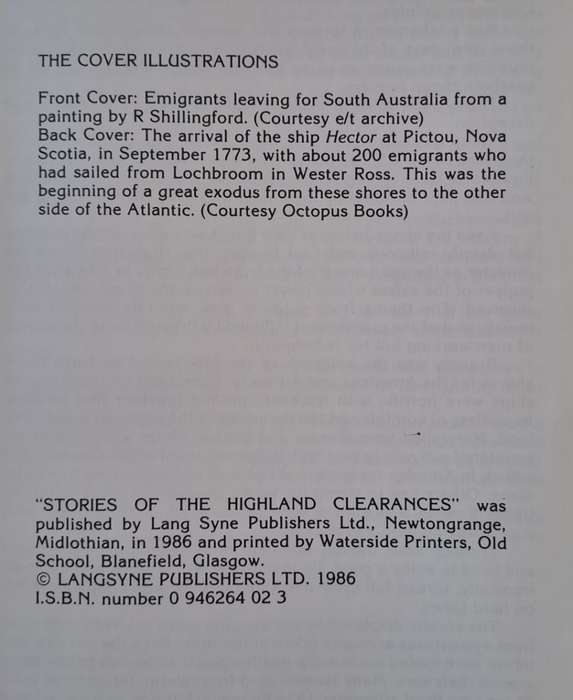 THE COVER ILLUSTRATIONS
Front Cover: Emigrants leaving for South Australia from a
painting by R Shillingford. (Courtesy e/t archive)
Back Cover: The arrival of the ship Hector at Pictou, Nova
Scotia, in September 1773, with about 200 emigrants who
had sailed from Lochbroom in Wester Ross. This was the
beginning of a great exodus from these shores to the other
side of the Atlantic. (Courtesy Octopus Books)
"STORIES OF THE HIGHLAND CLEARANCES" was
published by Lang Syne Publishers Ltd., Newtongrange,
Midlothian, in 1986 and printed by Waterside Printers, Old
School, Blanefield, Glasgow.
© LANGSYNE PUBLISHERS LTD. 1986
I.S.B.N. number 0 946264 02 3